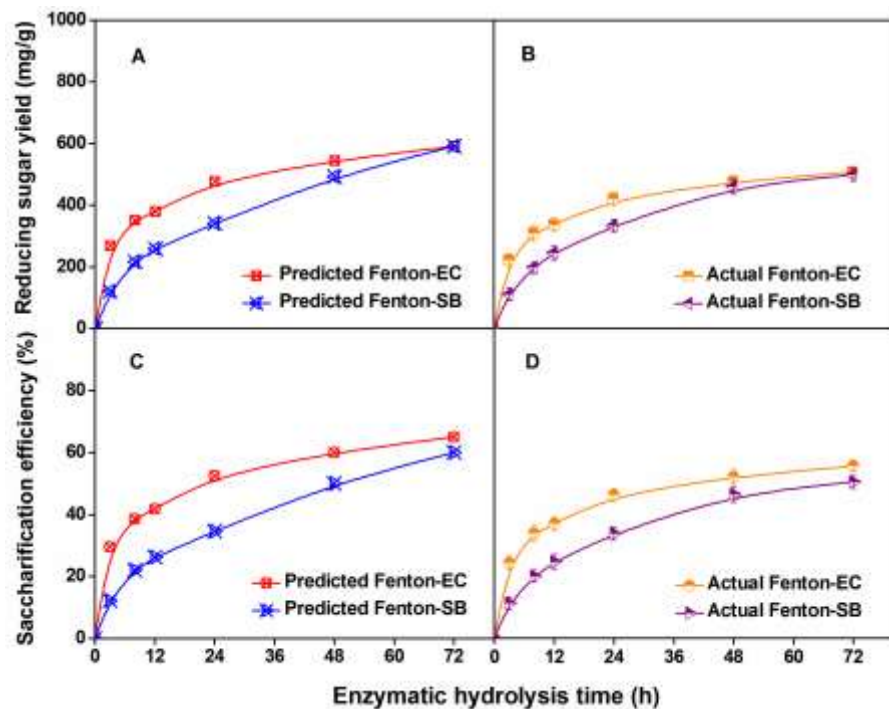 Reducing sugar yield (mg/g)
1000
800
600
400
200
0
A
Predicted Fenton-EC
Predicted Fenton-SB
B
Actual Fenton-EC
Actual Fenton-SB
Saccharification efficiency (%)
80
60
40
20
0
C
Predicted Fenton-EC
Predicted Fenton-SB
D
Actual Fenton-EC
Actual Fenton-SB
0 12 24 36 48 60 72 0 12 24 36 48 60 72
Enzymatic hydrolysis time (h)